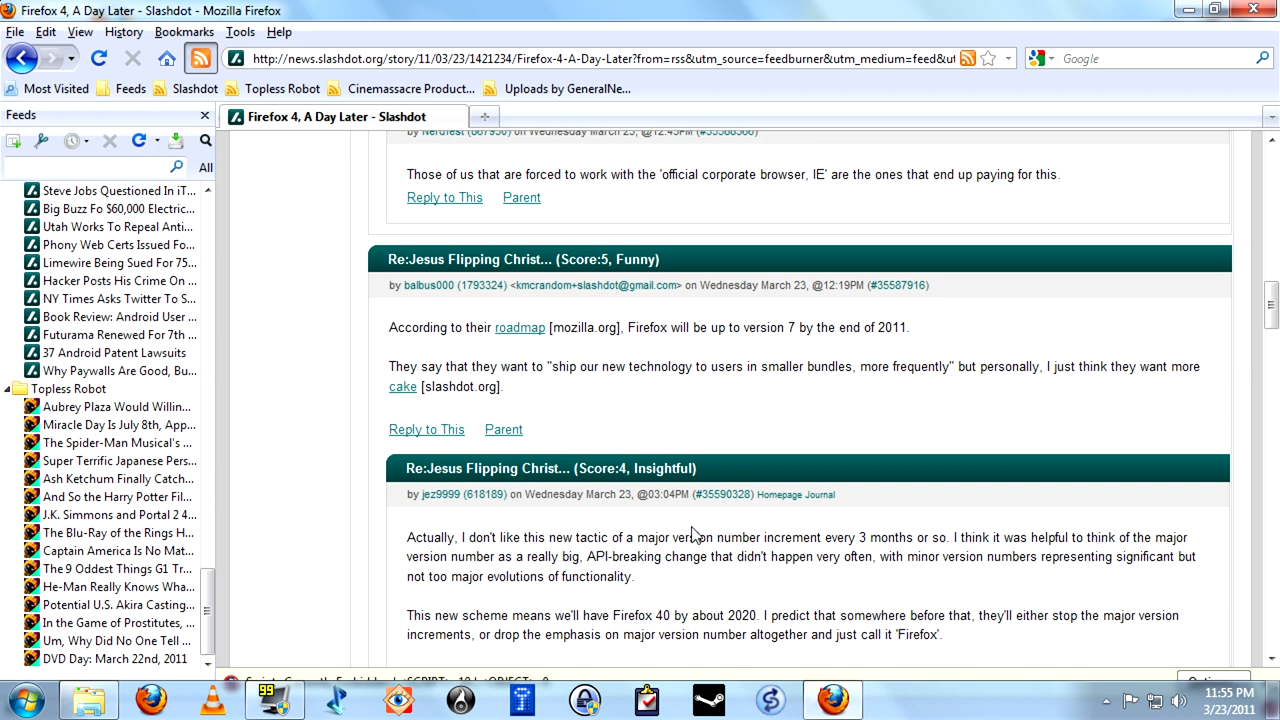 Firefox 4, A Day Later - Slashdot - Mozilla Firefox
File Edit View History Bookmarks Tools Help
http://news.slashdot.org/story/11/03/23/1421234/Firefox-4-A-Day-Later?from=rss&utm_source=feedburner&utm_medium=feed&ut
Google
Most Visited Feeds Slashdot Topless Robot Cinemassacre Product... Uploads by GeneralNe...
Feeds
Firefox 4, A Day Later - Slashdot
All
Steve Jobs Questioned In iT...
Big Buzz Fo $60,000 Electric...
Utah Works To Repeal Anti...
Phony Web Certs Issued Fo...
Limewire Being Sued For 75...
Hacker Posts His Crime On ...
NY Times Asks Twitter To S...
Book Review: Android User ...
Futurama Renewed For 7th ...
37 Android Patent Lawsuits
Why Paywalls Are Good, Bu...
Topless Robot
Aubrey Plaza Would Willin...
Miracle Day Is July 8th, App...
The Spider-Man Musical's ...
Super Terrific Japanese Pers...
Ash Ketchum Finally Catch...
And So the Harry Potter Fil...
J.K. Simmons and Portal 2 4...
The Blu-Ray of the Rings H...
Captain America Is No Mat...
The 9 Oddest Things G1 Tr...
He-Man Really Knows Wha...
Potential U.S. Akira Casting...
In the Game of Prostitutes, ...
Um, Why Did No One Tell ...
DVD Day: March 22nd, 2011
on Wednesday March 23, @12:43PM
Those of us that are forced to work with the 'official corporate browser, IE' are the ones that end up paying for this.
Reply to This Parent
Re:Jesus Flipping Christ... (Score:5, Funny)
by balbus000 (1793324) <kmcrandom+slashdot@gmail.com> on Wednesday March 23, @12:19PM (#35587916)
According to their roadmap [mozilla.org], Firefox will be up to version 7 by the end of 2011.
They say that they want to "ship our new technology to users in smaller bundles, more frequently" but personally, I just think they want more
cake [slashdot.org].
Reply to This Parent
Re:Jesus Flipping Christ... (Score:4, Insightful)
by jez9999 (618189) on Wednesday March 23, @03:04PM (#35590328) Homepage Journal
Actually, I don't like this new tactic of a major version number increment every 3 months or so. I think it was helpful to think of the major
version number as a really big, API-breaking change that didn't happen very often, with minor version numbers representing significant but
not too major evolutions of functionality.
This new scheme means we'll have Firefox 40 by about 2020. I predict that somewhere before that, they'll either stop the major version
increments, or drop the emphasis on major version number altogether and just call it 'Firefox'.
99
11:55 PM
3/23/2011